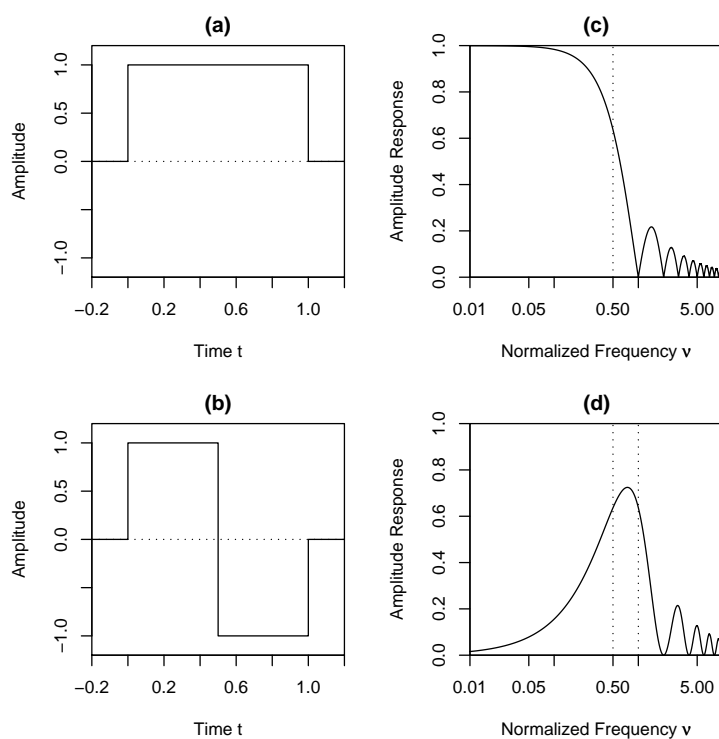 (a)
Amplitude
1.0
0.5
0.0
−1.0
−0.2 0.2 0.6 1.0
Time t
(c)
Amplitude Response
1.0
0.8
0.6
0.4
0.2
0.0
0.01 0.05 0.50 5.00
Normalized Frequency ν
(b)
Amplitude
1.0
0.5
0.0
−1.0
−0.2 0.2 0.6 1.0
Time t
(d)
Amplitude Response
1.0
0.8
0.6
0.4
0.2
0.0
0.01 0.05 0.50 5.00
Normalized Frequency ν